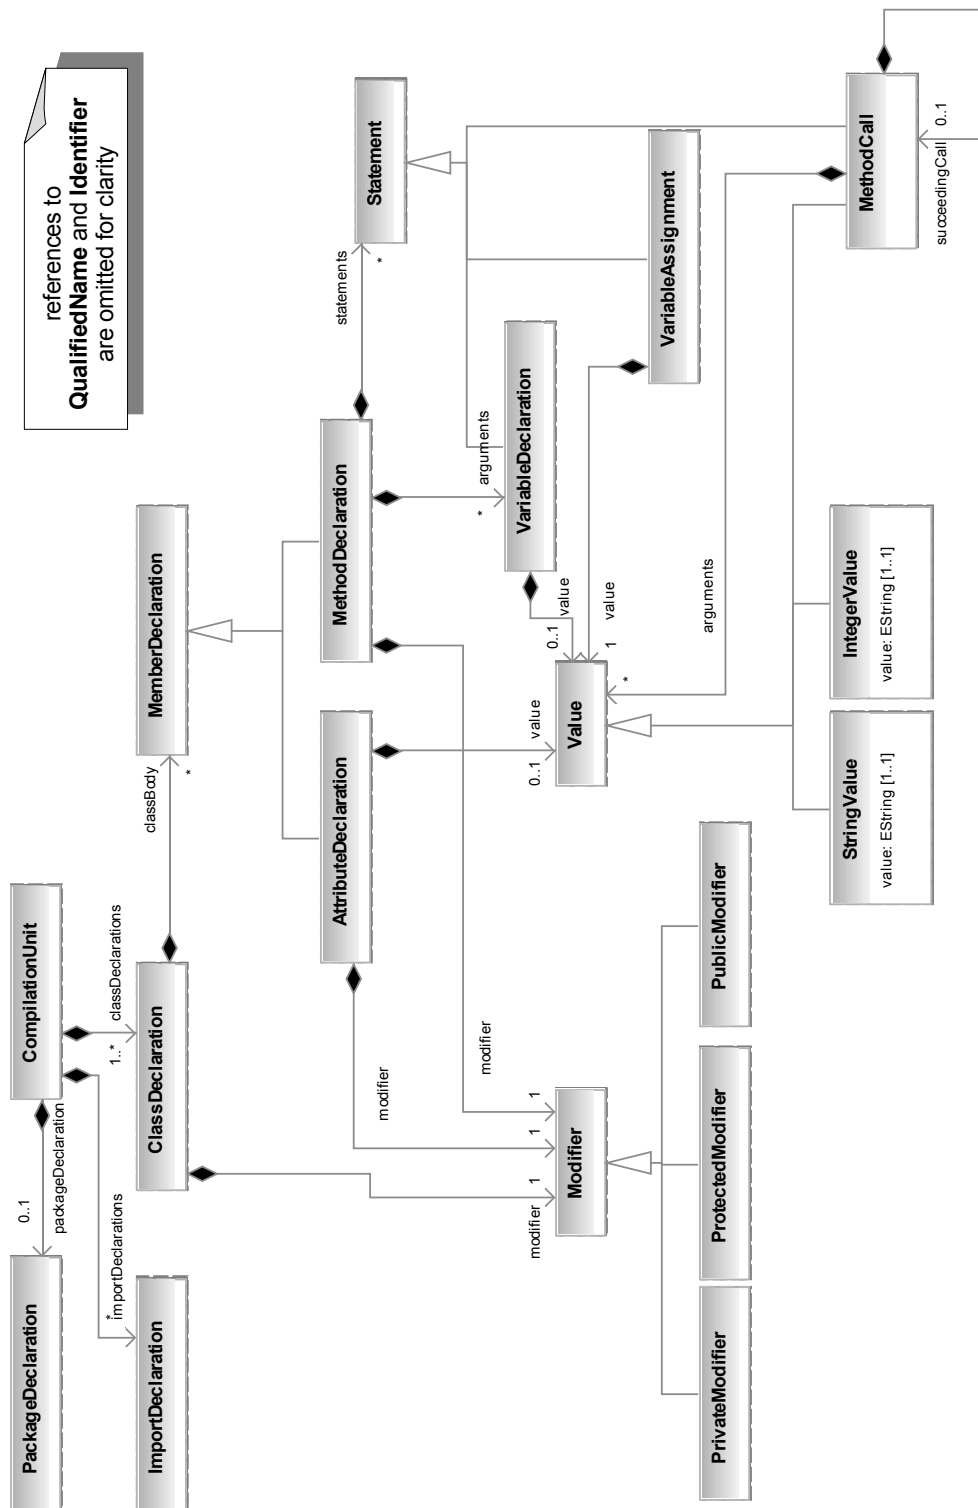 references to
QualifiedName and Identifier
are omitted for clarity
PackageDeclaration
0..1
packageDeclaration
CompilationUnit
ImportDeclaration
*
importDeclarations
1..*
classDeclarations
ClassDeclaration
classBody
*
MemberDeclaration
AttributeDeclaration
MethodDeclaration
statements
*
Statement
modifier
modifier
modifier
1
1
1
Modifier
0..1
value
*
arguments
VariableDeclaration
0..1
value
1
value
Value
*
arguments
VariableAssignment
PrivateModifier
ProtectedModifier
PublicModifier
StringValue
value: EString [1..1]
IntegerValue
value: EString [1..1]
MethodCall
succeedingCall
0..1